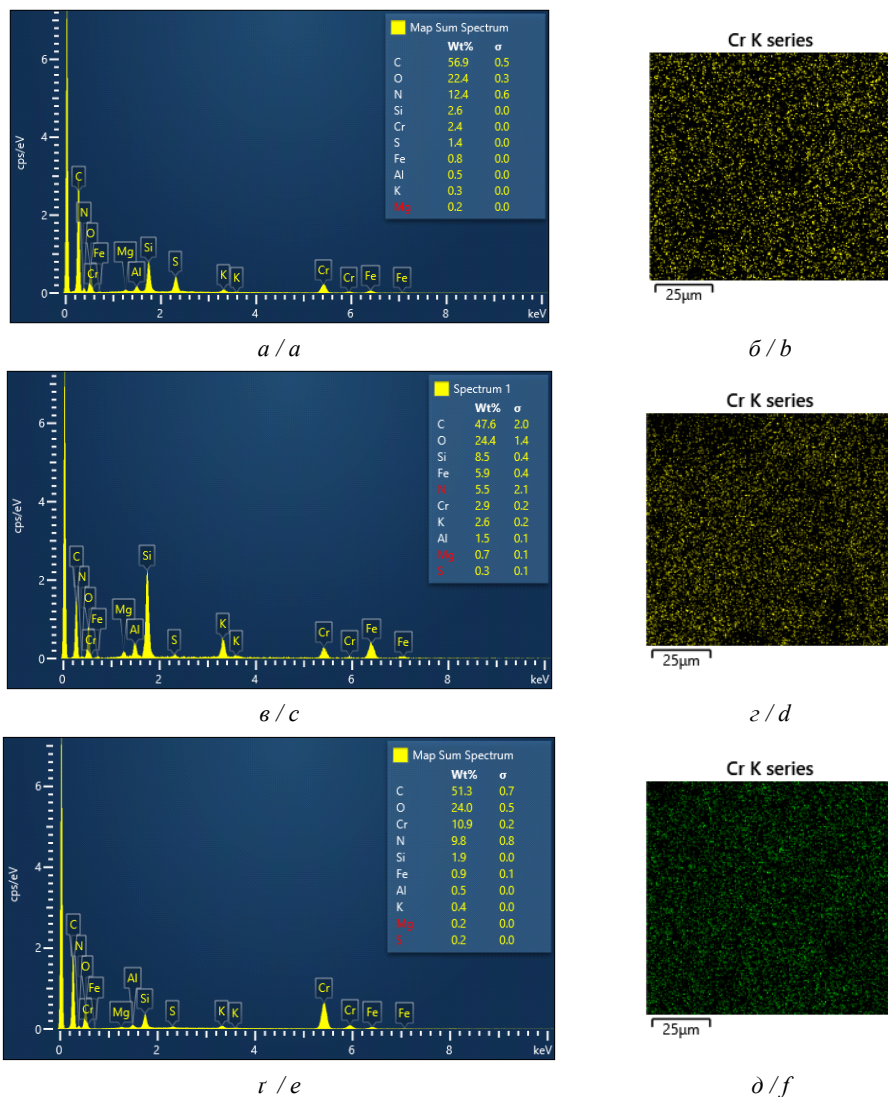 Map Sum Spectrum
Wt% σ
C 56.9 0.5
O 22.4 0.3
N 12.4 0.6
Si 2.6 0.0
Cr 2.4 0.0
S 1.4 0.0
Fe 0.8 0.0
Al 0.5 0.0
K 0.3 0.0
Mg 0.2 0.0
cps/eV
6
4
2
0
C
N
O
Fe
Cr
Mg
Al
Si
S
K
K
Cr
Cr
Fe
Fe
0 2 4 6 8 keV
Cr K series
25μm
а / a
б / b
Spectrum 1
Wt% σ
C 47.6 2.0
O 24.4 1.4
Si 8.5 0.4
Fe 5.9 0.4
N 5.5 2.1
Cr 2.9 0.2
K 2.6 0.2
Al 1.5 0.1
Mg 0.7 0.1
S 0.3 0.1
cps/eV
6
4
2
0
C
N
O
Fe
Cr
Mg
Al
Si
S
K
K
Cr
Cr
Fe
Fe
0 2 4 6 8 keV
Cr K series
25μm
в / c
г / d
Map Sum Spectrum
Wt% σ
C 51.3 0.7
O 24.0 0.5
Cr 10.9 0.2
N 9.8 0.8
Si 1.9 0.0
Fe 0.9 0.1
Al 0.5 0.0
K 0.4 0.0
Mg 0.2 0.0
S 0.2 0.0
cps/eV
6
4
2
0
C
N
O
Fe
Cr
Mg
Al
Si
S
K
K
Cr
Cr
Fe
Fe
0 2 4 6 8 keV
Cr K series
25μm
ґ / e
д / f